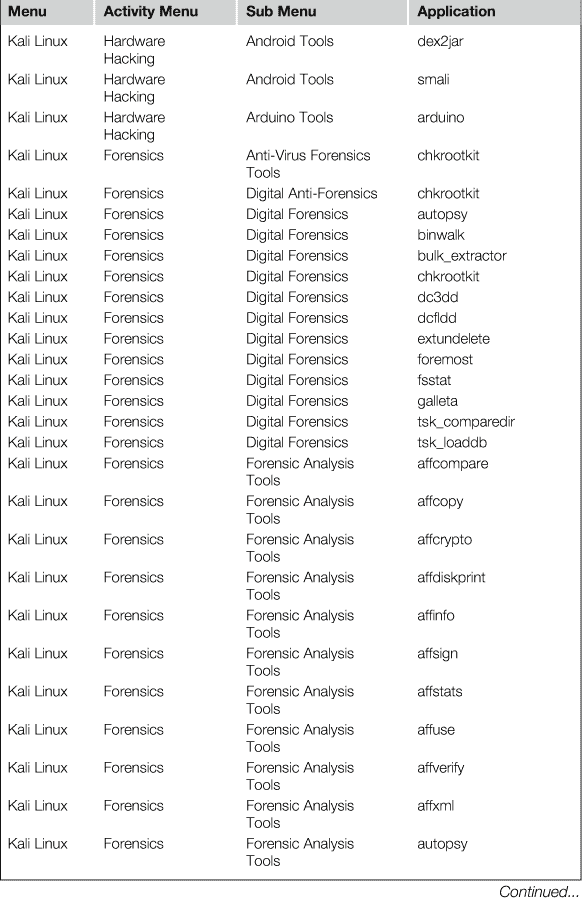 Menu Activity Menu Sub Menu Application
Kali Linux Hardware Android Tools dex2jar
Hacking
Kali Linux Hardware Android Tools smali
Hacking
Kali Linux Hardware Arduino Tools arduino
Hacking
Kali Linux Forensics Anti-Virus Forensics chkrootkit
Tools
Kali Linux Forensics Digital Anti-Forensics chkrootkit
Kali Linux Forensics Digital Forensics autopsy
Kali Linux Forensics Digital Forensics binwalk
Kali Linux Forensics Digital Forensics bulk_extractor
Kali Linux Forensics Digital Forensics chkrootkit
Kali Linux Forensics Digital Forensics dc3dd
Kali Linux Forensics Digital Forensics dcfldd
Kali Linux Forensics Digital Forensics extundelete
Kali Linux Forensics Digital Forensics foremost
Kali Linux Forensics Digital Forensics fsstat
Kali Linux Forensics Digital Forensics galleta
Kali Linux Forensics Digital Forensics tsk_comparedir
Kali Linux Forensics Digital Forensics tsk_loaddb
Kali Linux Forensics Forensic Analysis affcompare
Tools
Kali Linux Forensics Forensic Analysis affcopy
Tools
Kali Linux Forensics Forensic Analysis affcrypto
Tools
Kali Linux Forensics Forensic Analysis affdiskprint
Tools
Kali Linux Forensics Forensic Analysis affinfo
Tools
Kali Linux Forensics Forensic Analysis affsign
Tools
Kali Linux Forensics Forensic Analysis affstats
Tools
Kali Linux Forensics Forensic Analysis affuse
Tools
Kali Linux Forensics Forensic Analysis affverify
Tools
Kali Linux Forensics Forensic Analysis affxml
Tools
Kali Linux Forensics Forensic Analysis autopsy
Tools
Continued...